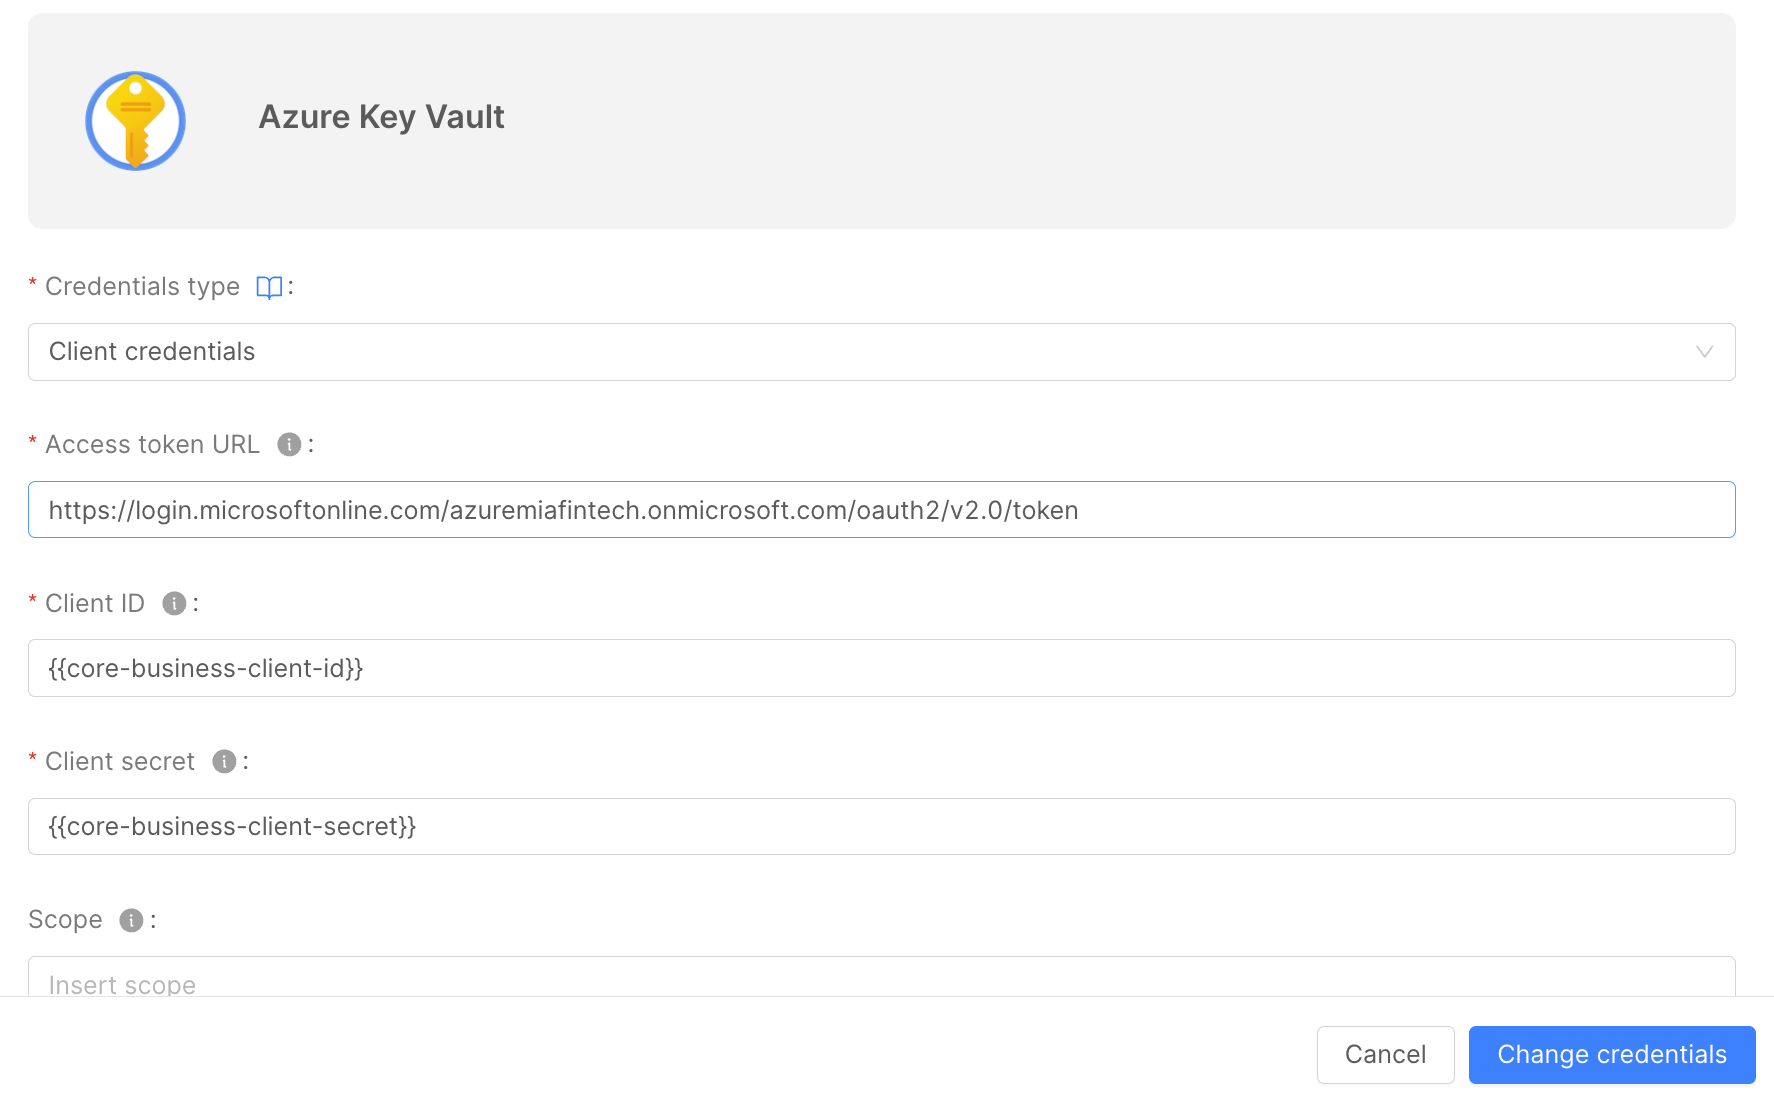 Azure Key Vault
* Credentials type :
Client credentials
* Access token URL i :
https://login.microsoftonline.com/azuremiafintech.onmicrosoft.com/oauth2/v2.0/token
* Client ID i :
{{core-business-client-id}}
* Client secret i :
{{core-business-client-secret}}
Scope i :
Insert scope
Cancel Change credentials